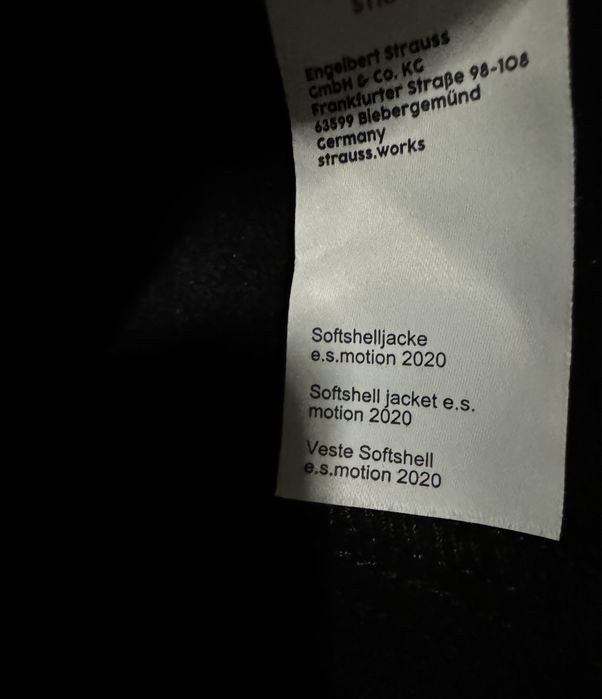 Engelbert Strauss
GmbH & Co. KG
Frankfurter Straße 98-108
63599 Biebergemünd
Germany
strauss.works
Softshelljacke
e.s.motion 2020
Softshell jacket e.s.
motion 2020
Veste Softshell
e.s.motion 2020